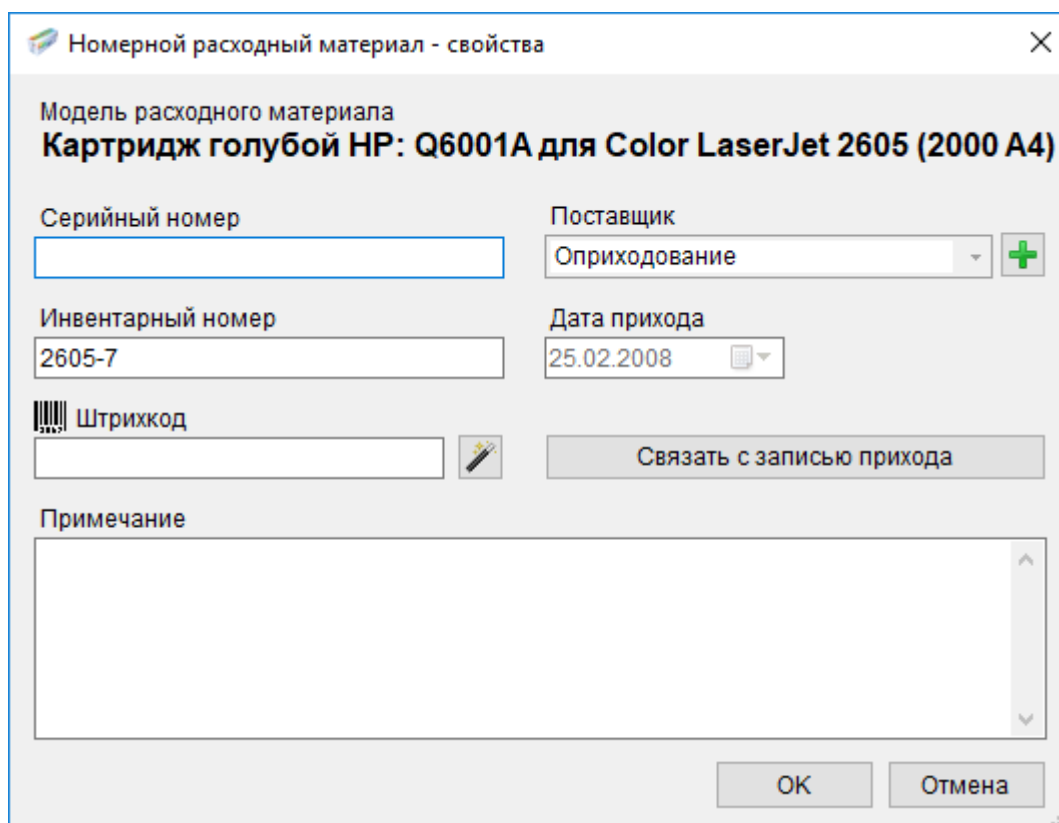 Номерной расходный материал - свойства
Модель расходного материала
Картридж голубой HP: Q6001A для Color LaserJet 2605 (2000 A4)
Серийный номер
Поставщик
Оприходование
Инвентарный номер
Дата прихода
2605-7
25.02.2008
Штрихкод
Связать с записью прихода
Примечание
OK
Отмена